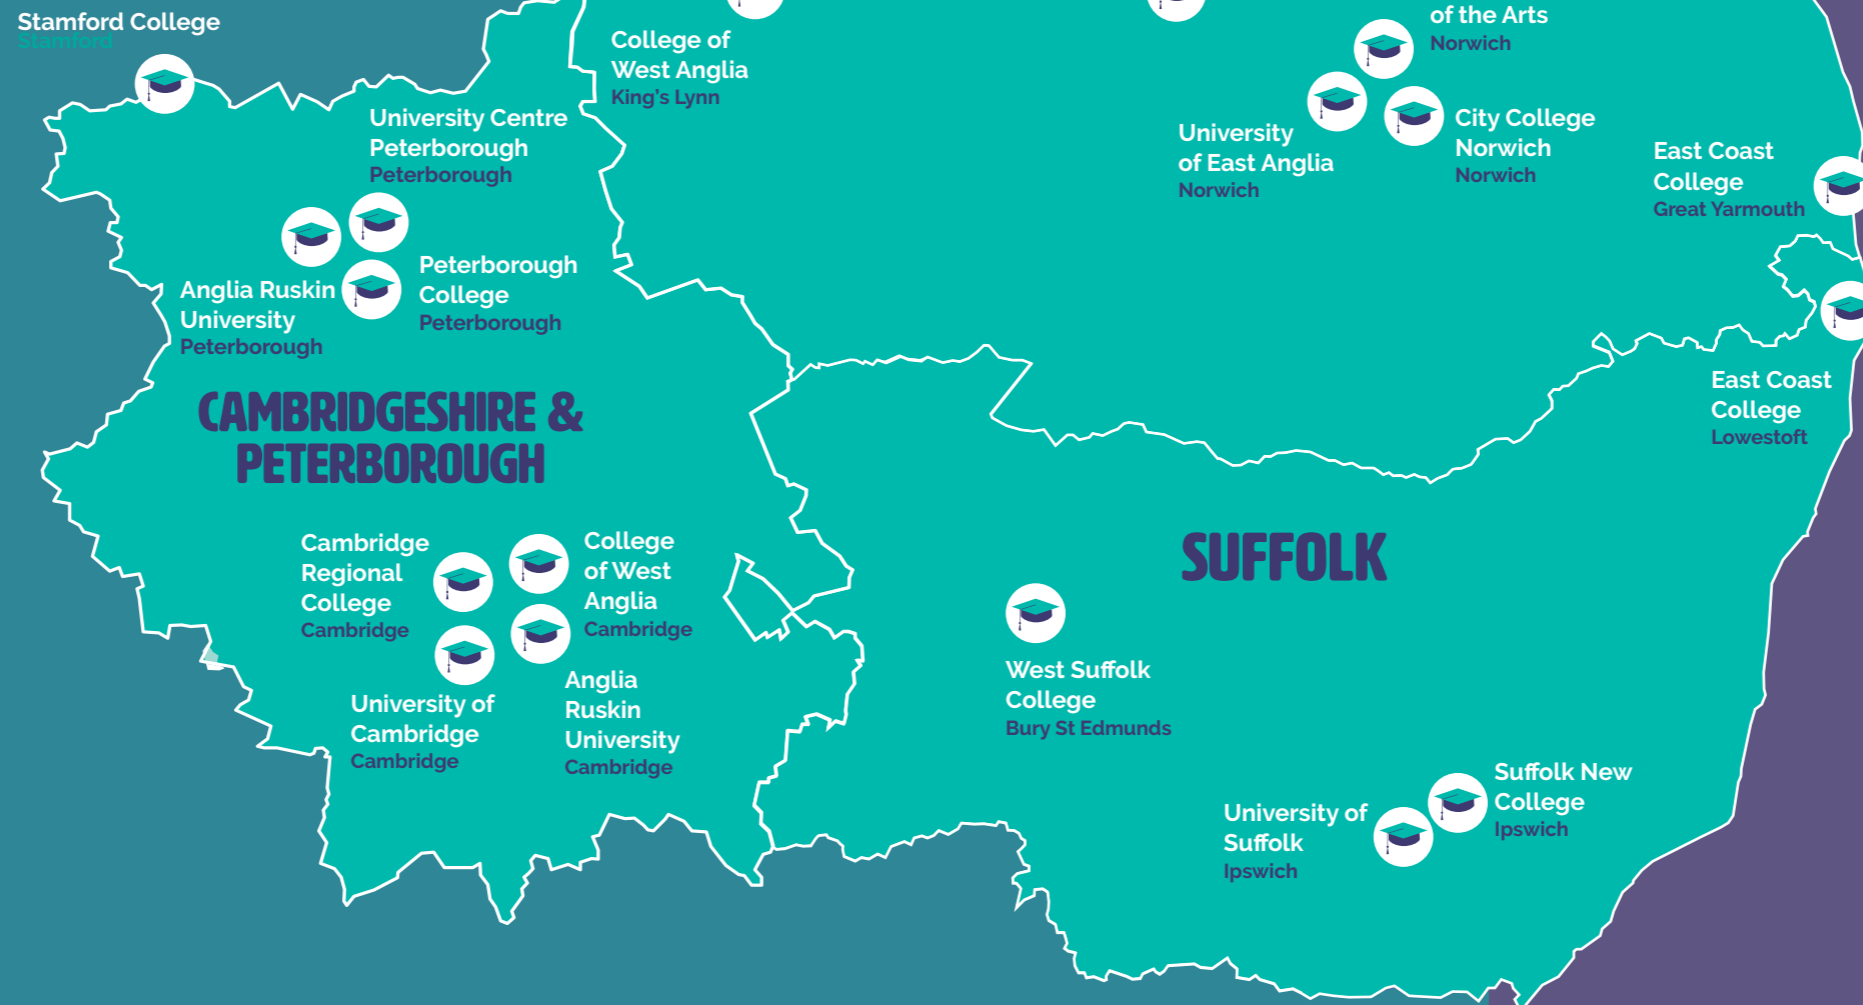 Stamford College
Stamford
College of
West Anglia
King's Lynn
of the Arts
Norwich
University Centre
Peterborough
Peterborough
University
of East Anglia
Norwich
City College
Norwich
Norwich
East Coast
College
Great Yarmouth
Anglia Ruskin
University
Peterborough
Peterborough
College
Peterborough
East Coast
College
Lowestoft
CAMBRIDGESHIRE &
PETERBOROUGH
SUFFOLK
Cambridge
Regional
College
Cambridge
College
of West
Anglia
Cambridge
University of
Cambridge
Cambridge
Anglia
Ruskin
University
Cambridge
West Suffolk
College
Bury St Edmunds
University of
Suffolk
Ipswich
Suffolk New
College
Ipswich